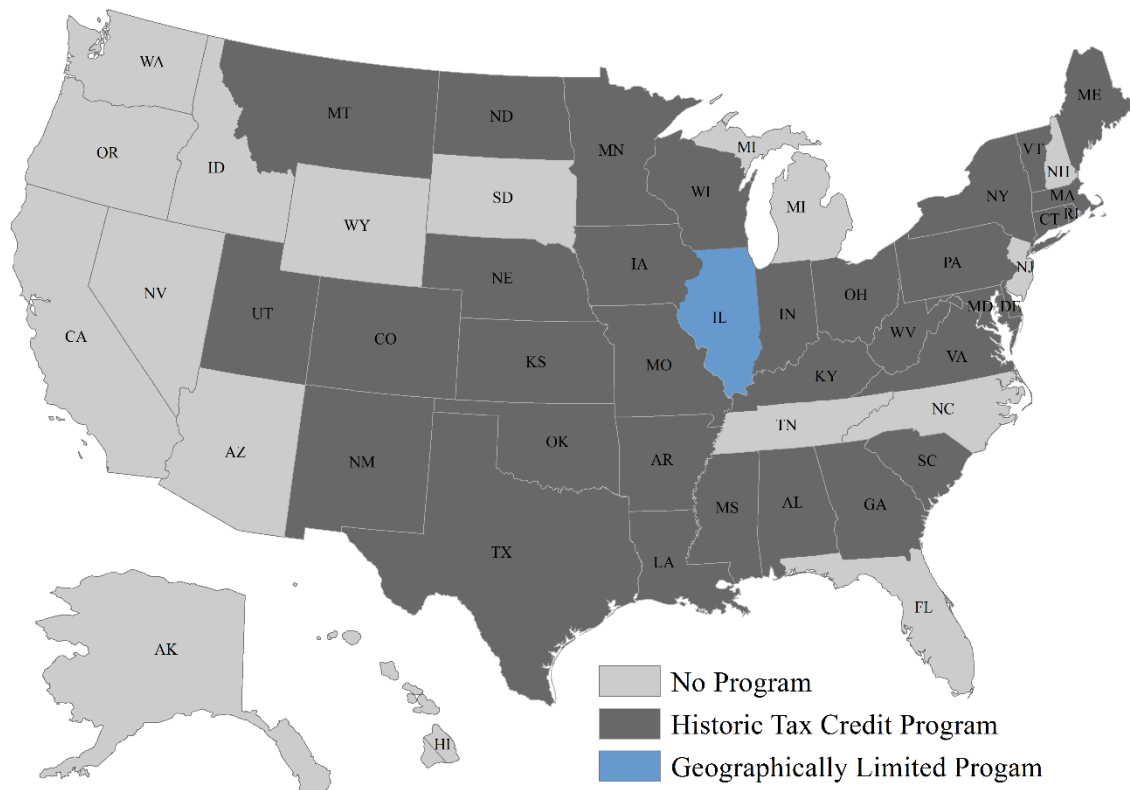 WA
MT
ND
MN
ME
OR
ID
MI
VT
NH
WI
NY
MA
SD
MI
CT
RI
WY
PA
NJ
IA
NE
OH
MD
DE
NV
IL
IN
UT
WV
CA
CO
VA
KS
MO
KY
NC
TN
OK
AZ
AR
NM
SC
MS
AL
GA
TX
LA
FL
AK
HI
No Program
Historic Tax Credit Program
Geographically Limited Progam